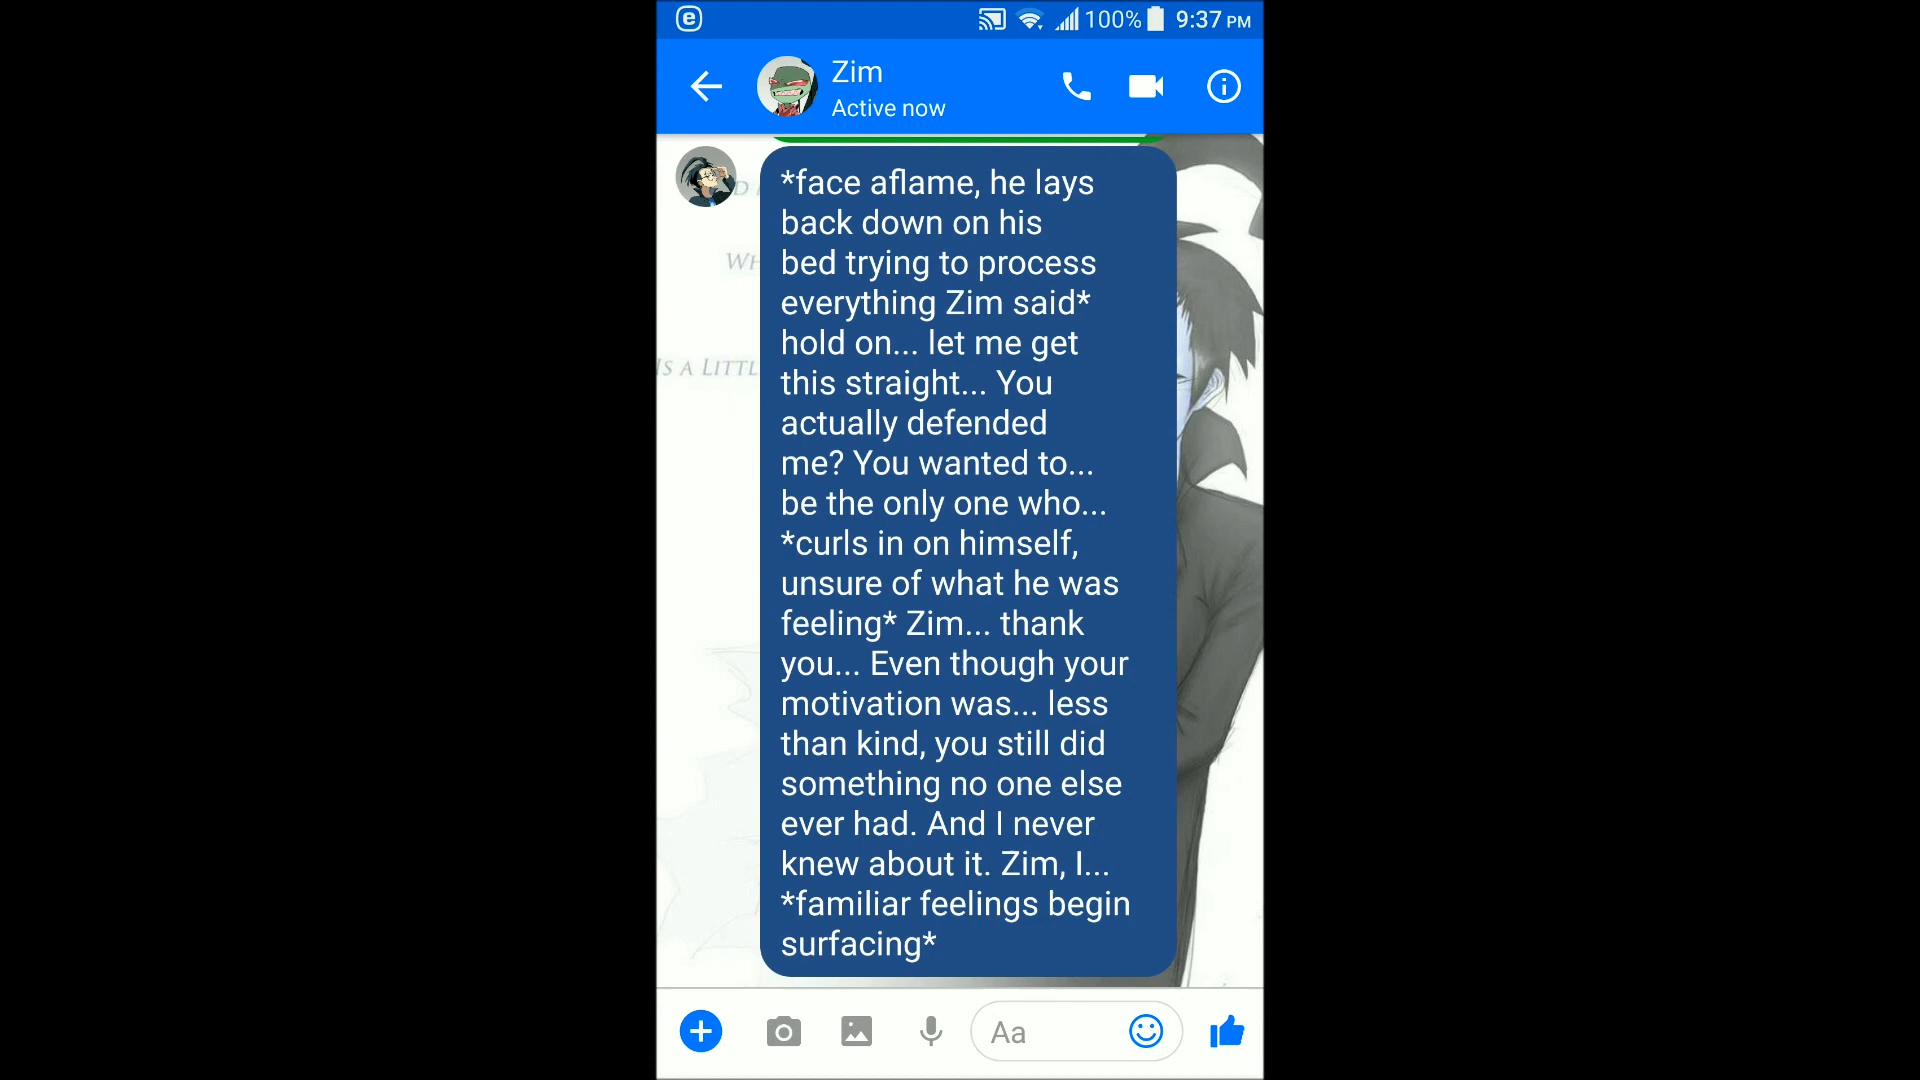 100% 9:37 PM
Zim
Active now
*face aflame, he lays
back down on his
bed trying to process
everything Zim said*
hold on... let me get
this straight... You
actually defended
me? You wanted to...
be the only one who...
*curls in on himself,
unsure of what he was
feeling* Zim... thank
you... Even though your
motivation was... less
than kind, you still did
something no one else
ever had. And I never
knew about it. Zim, I...
*familiar feelings begin
surfacing*
IS A LITTL
Aa